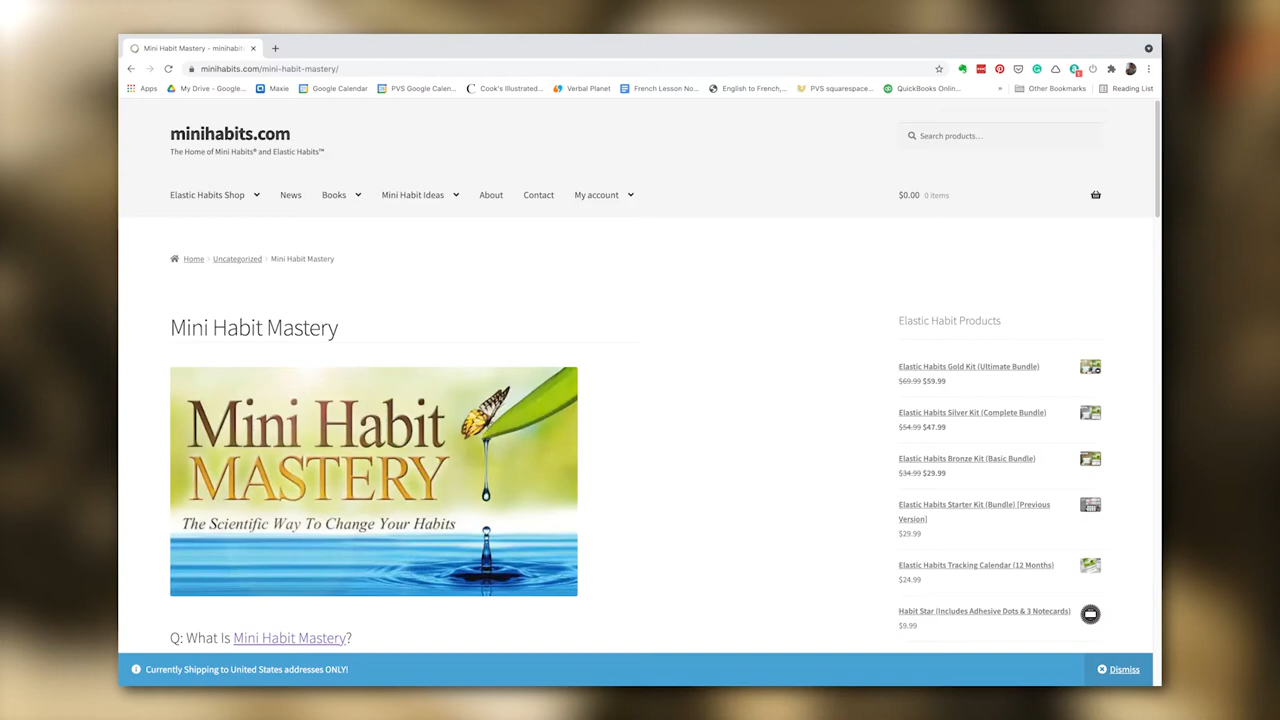 Mini Habit Mastery - minihabit
minihabits.com/mini-habit-mastery/
Apps
My Drive - Google...
Maxie
Google Calendar
PVS Google Calen...
Cook's Illustrated...
Verbal Planet
French Lesson No...
English to French,...
PVS squarespace...
QuickBooks Onlin...
»
Other Bookmarks
Reading List
minihabits.com
The Home of Mini Habits® and Elastic Habits™
Search products...
Elastic Habits Shop
News
Books
Mini Habit Ideas
About
Contact
My account
$0.00 0 items
Home › Uncategorized › Mini Habit Mastery
Mini Habit Mastery
Mini Habit
MASTERY
The Scientific Way To Change Your Habits
Q: What Is Mini Habit Mastery?
Elastic Habit Products
Elastic Habits Gold Kit (Ultimate Bundle)
$69.99 $59.99
Elastic Habits Silver Kit (Complete Bundle)
$54.99 $47.99
Elastic Habits Bronze Kit (Basic Bundle)
$34.99 $29.99
Elastic Habits Starter Kit (Bundle) [Previous
Version]
$29.99
Elastic Habits Tracking Calendar (12 Months)
$24.99
Habit Star (Includes Adhesive Dots & 3 Notecards)
$9.99
Currently Shipping to United States addresses ONLY!
Dismiss